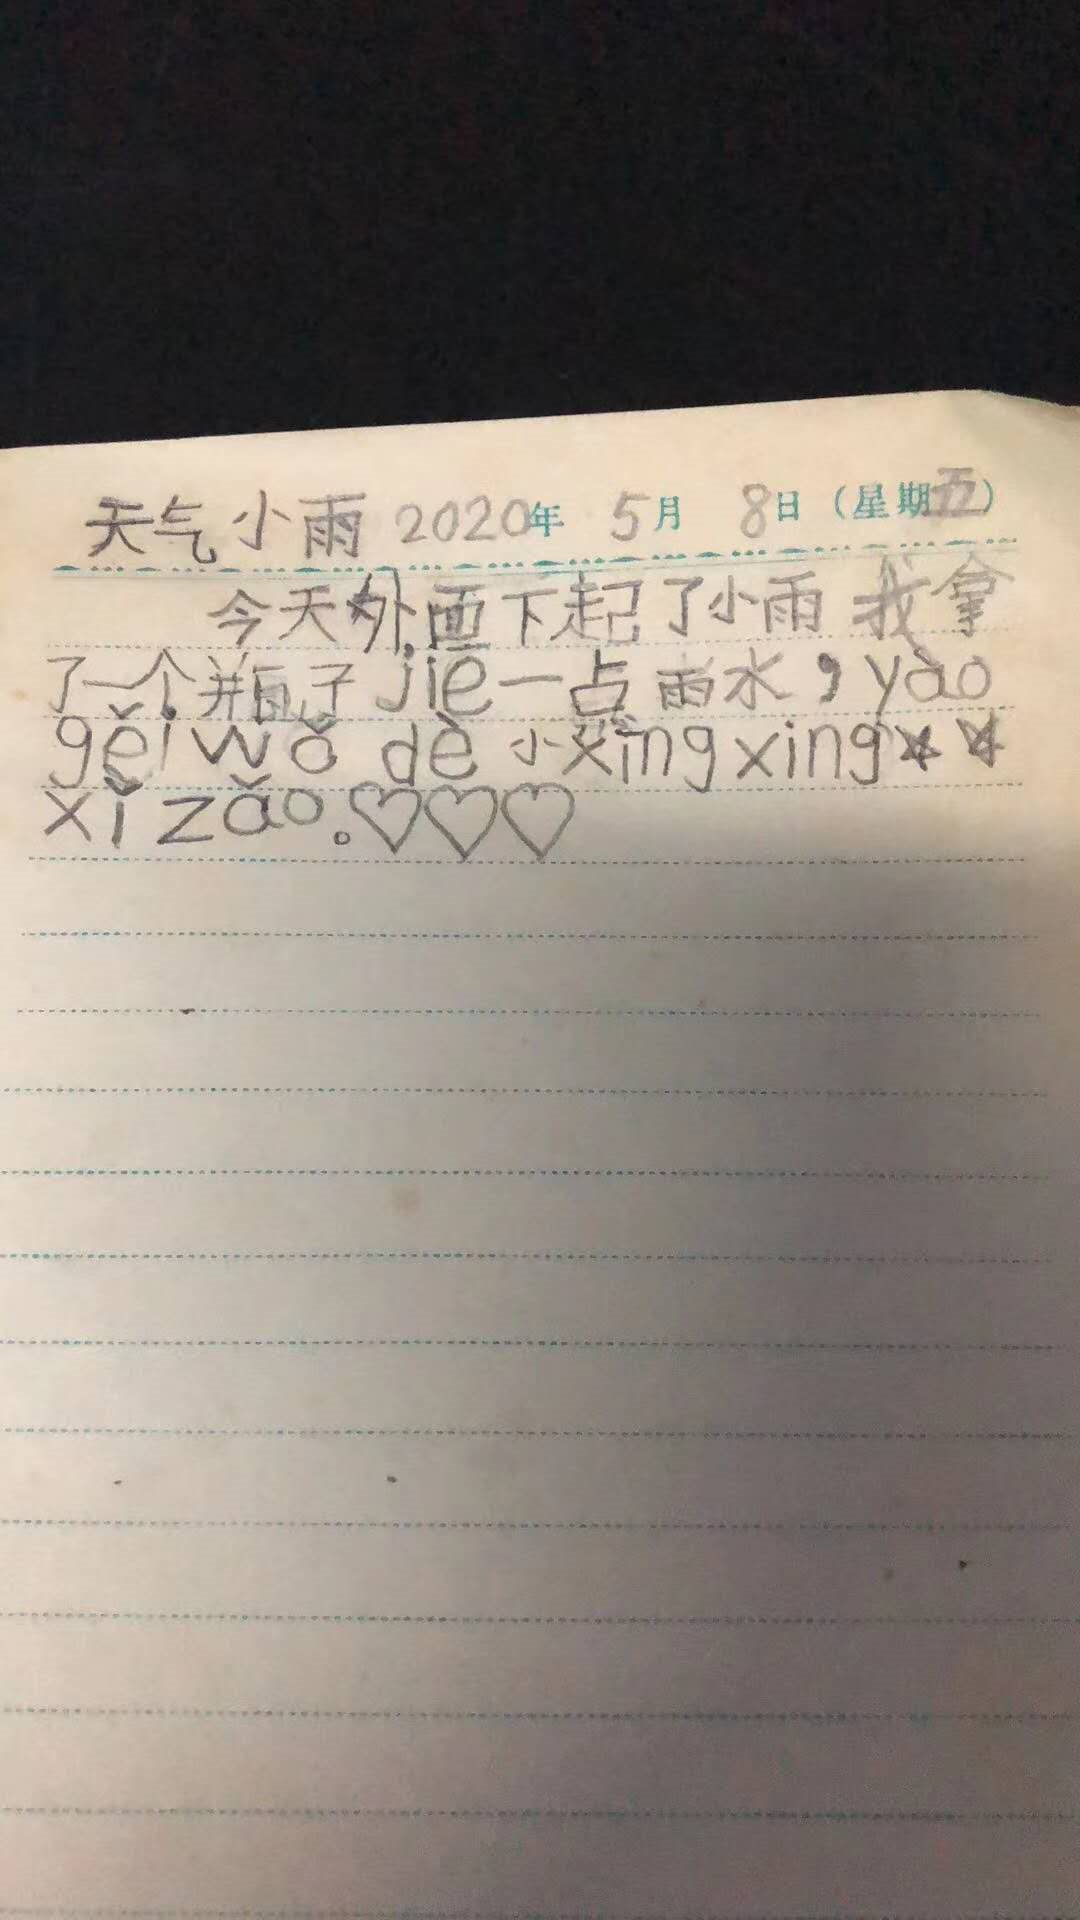 天气小雨 2020年 5月 8日（星期五）
今天外面下起了小雨 我拿
了一个瓶子jie一点雨水，yào
gěi wǒ dè 小xīng xing
xǐ zǎo。♡♡♡